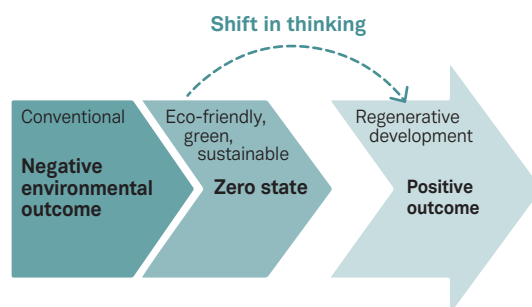 Shift in thinking
Conventional
Negative
environmental
outcome
Eco-friendly,
green,
sustainable
Zero state
Regenerative
development
Positive
outcome